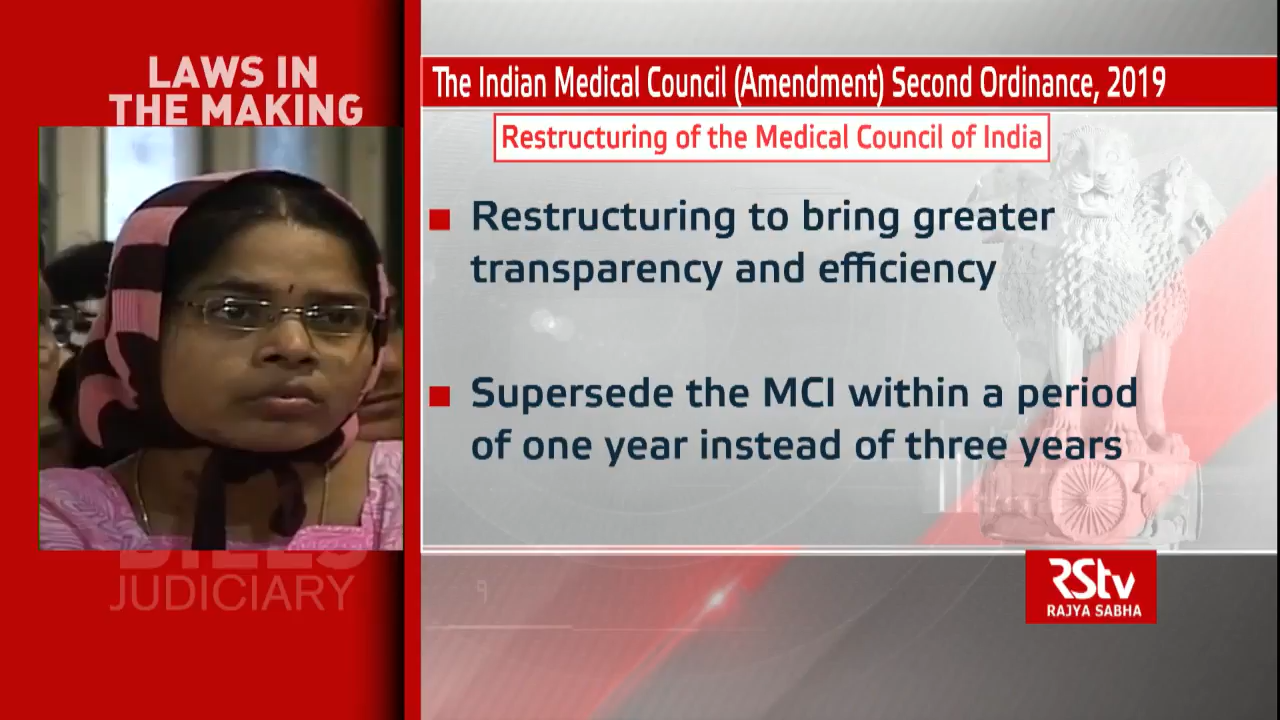 LAWS IN
THE MAKING
The Indian Medical Council (Amendment) Second Ordinance, 2019
Restructuring of the Medical Council of India
Restructuring to bring greater
transparency and efficiency
Supersede the MCI within a period
of one year instead of three years
BILLS
JUDICIARY
RStv
RAJYA SABHA